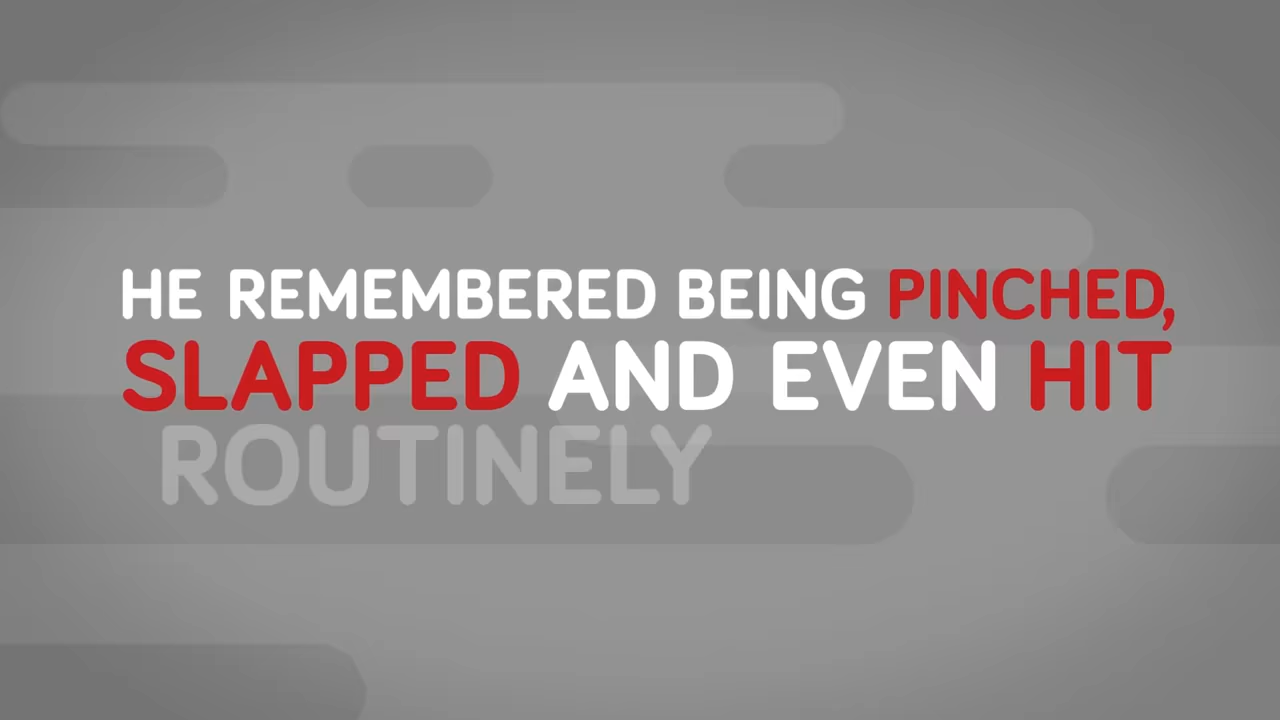 HE REMEMBERED BEING PINCHED,
SLAPPED AND EVEN HIT
ROUTINELY